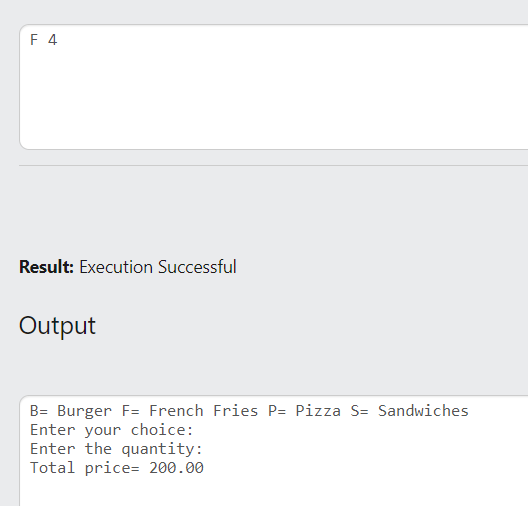 F 4
Result: Execution Successful
Output
B= Burger F= French Fries P= Pizza S= Sandwiches
Enter your choice:
Enter the quantity:
Total price= 200.00